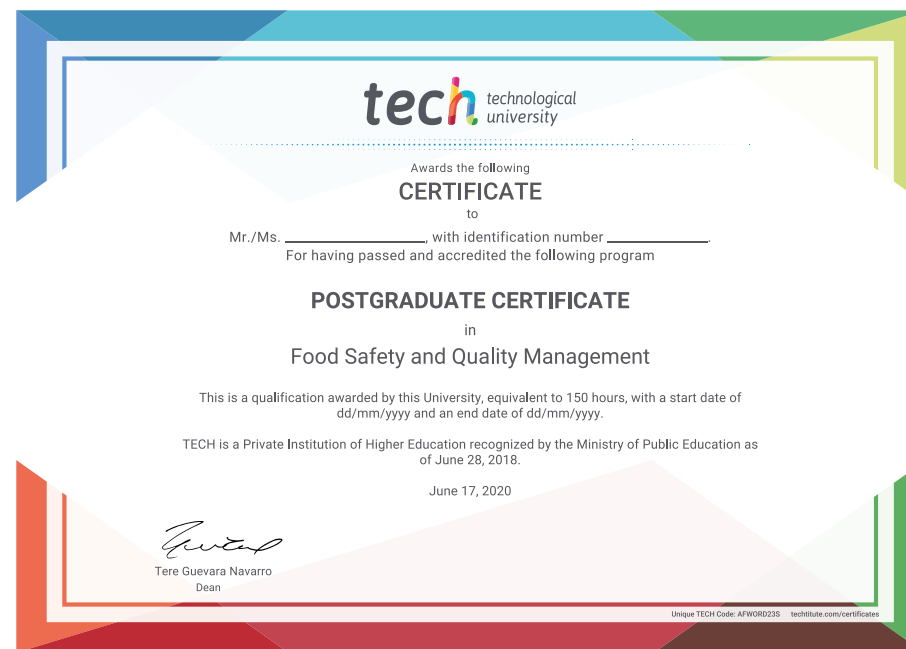 tech technological
university
Awards the following
CERTIFICATE
to
Mr./Ms. ____________________, with identification number ______________.
For having passed and accredited the following program
POSTGRADUATE CERTIFICATE
in
Food Safety and Quality Management
This is a qualification awarded by this University, equivalent to 150 hours, with a start date of
dd/mm/yyyy and an end date of dd/mm/yyyy.
TECH is a Private Institution of Higher Education recognized by the Ministry of Public Education as
of June 28, 2018.
June 17, 2020
Tere Guevara Navarro
Dean
Unique TECH Code: AFWORD23S techtitute.com/certificates